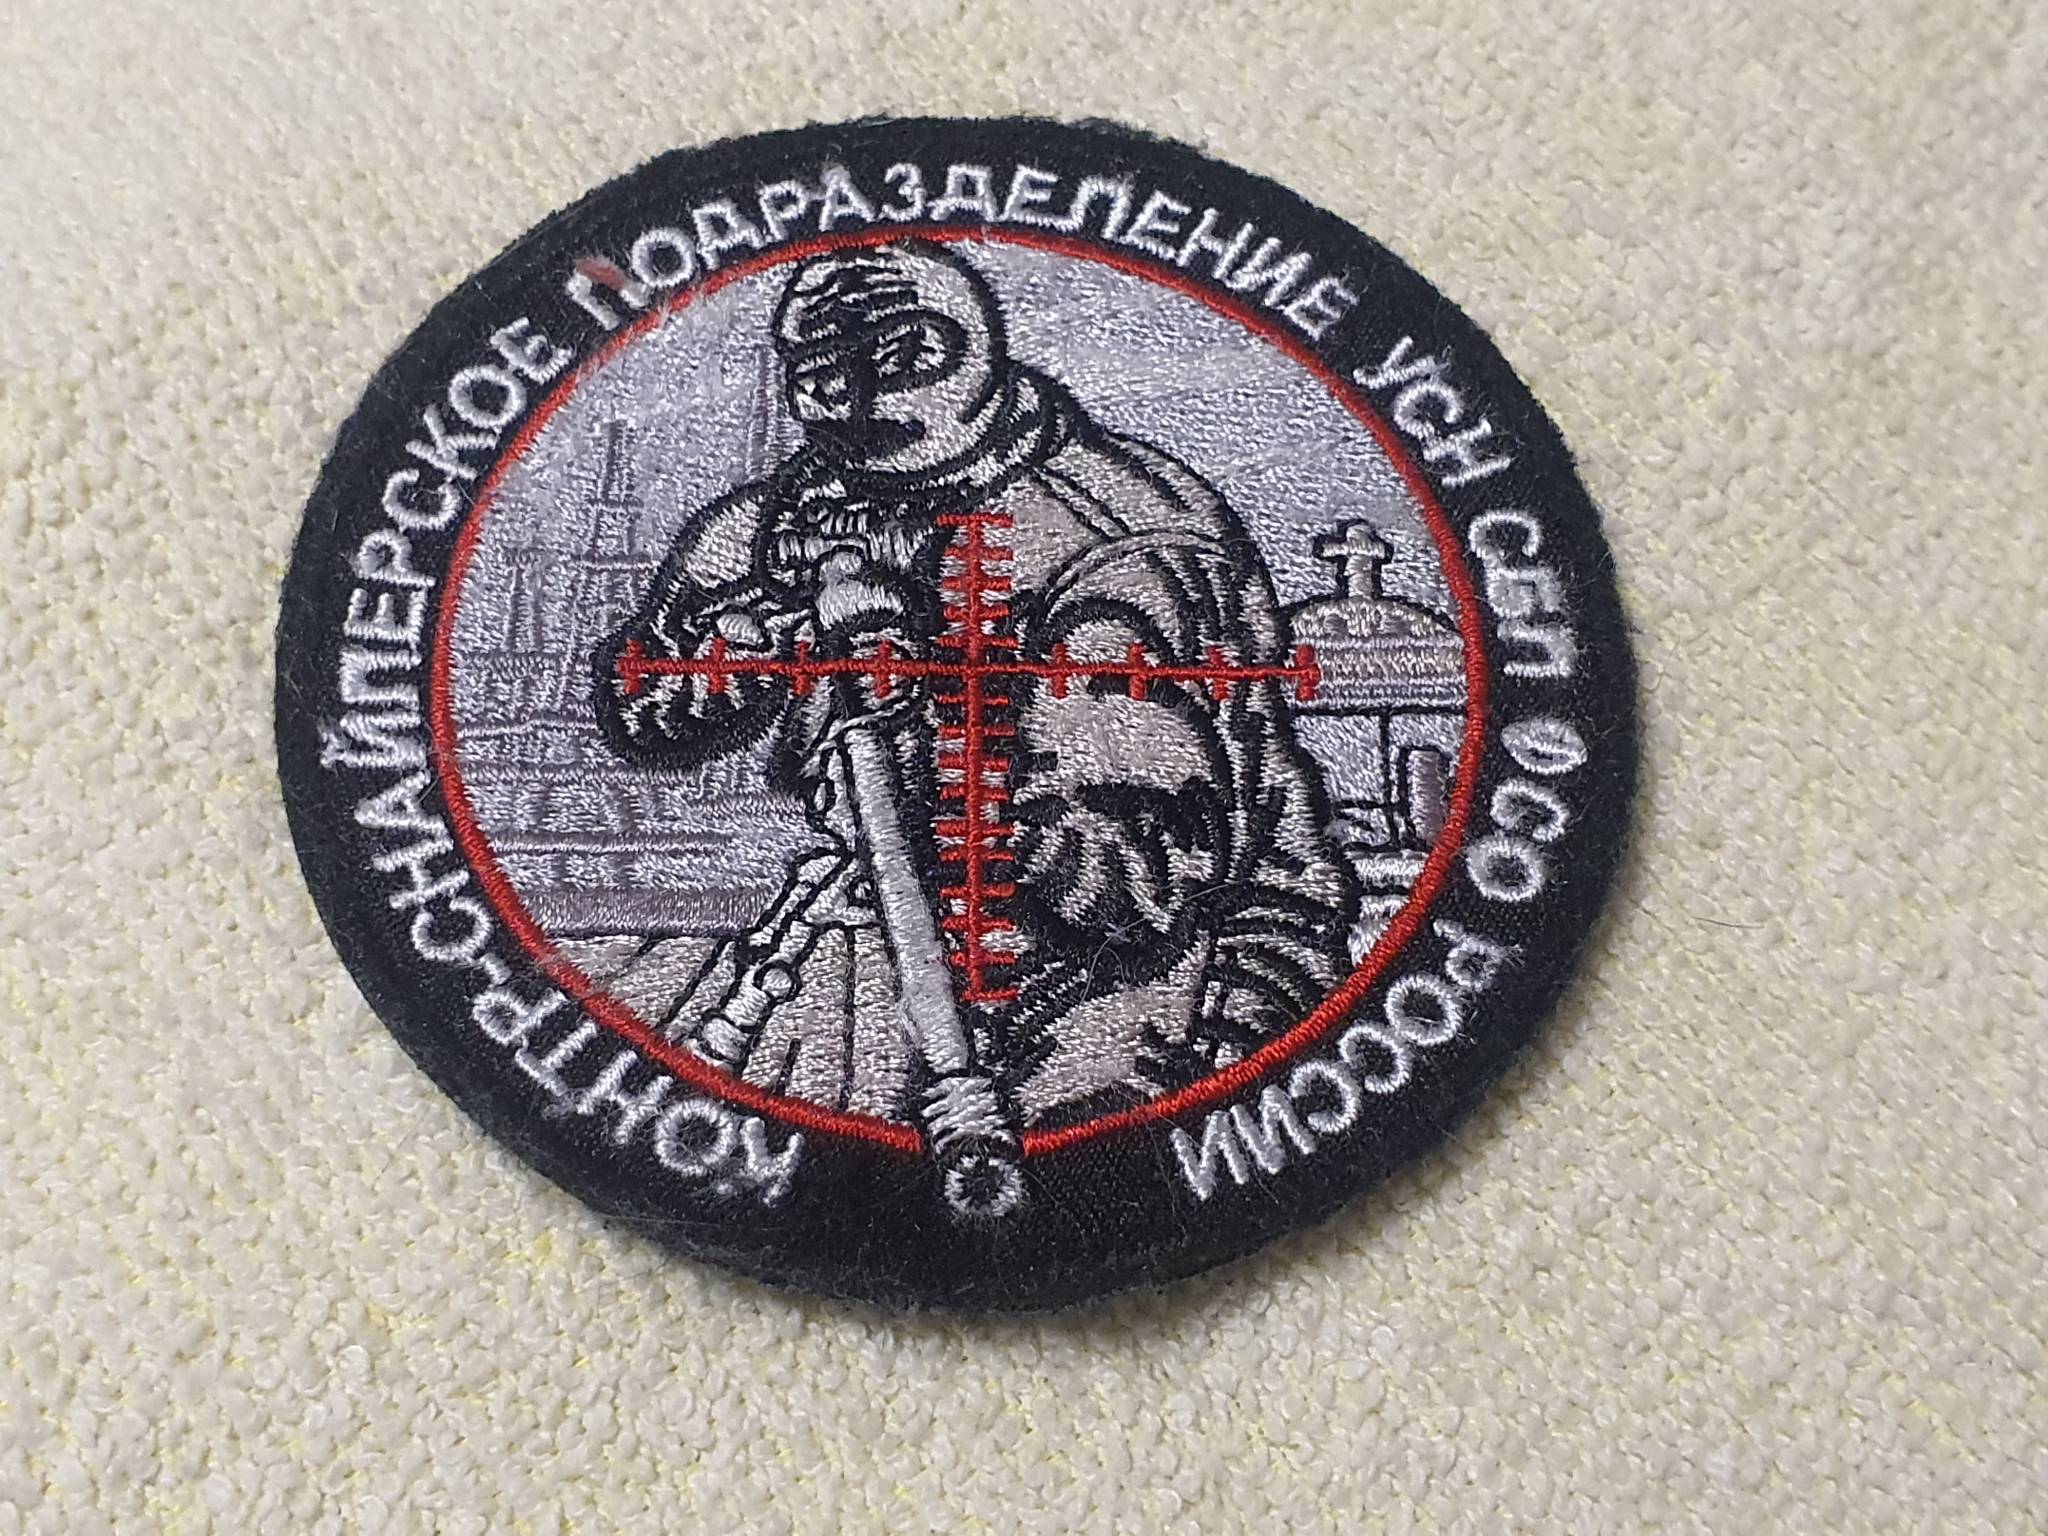 КОНТР-СНАЙПЕРСКОЕ ПОДРАЗДЕЛЕНИЕ УСН СБП ФСО РОССИИ